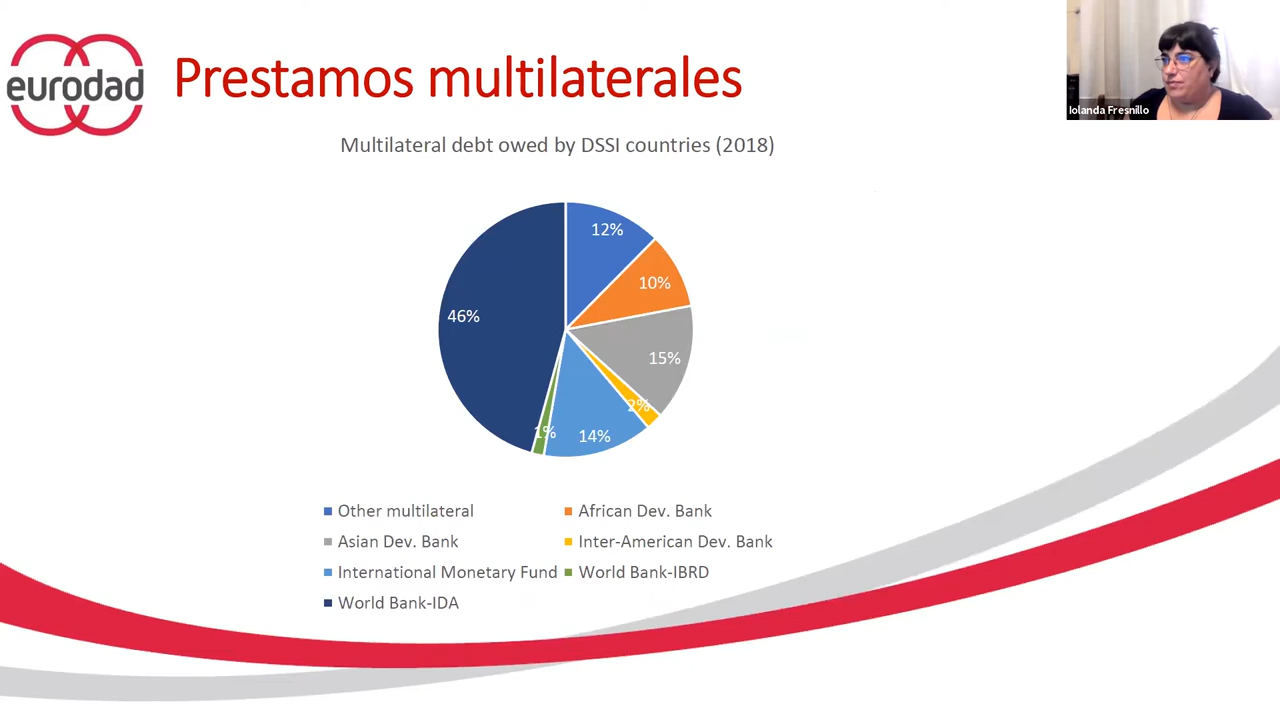 eurodad
Prestamos multilaterales
Iolanda Fresnillo
Multilateral debt owed by DSSI countries (2018)
12%
10%
46%
15%
2%
1%
14%
Other multilateral
African Dev. Bank
Asian Dev. Bank
Inter-American Dev. Bank
International Monetary Fund
World Bank-IBRD
World Bank-IDA